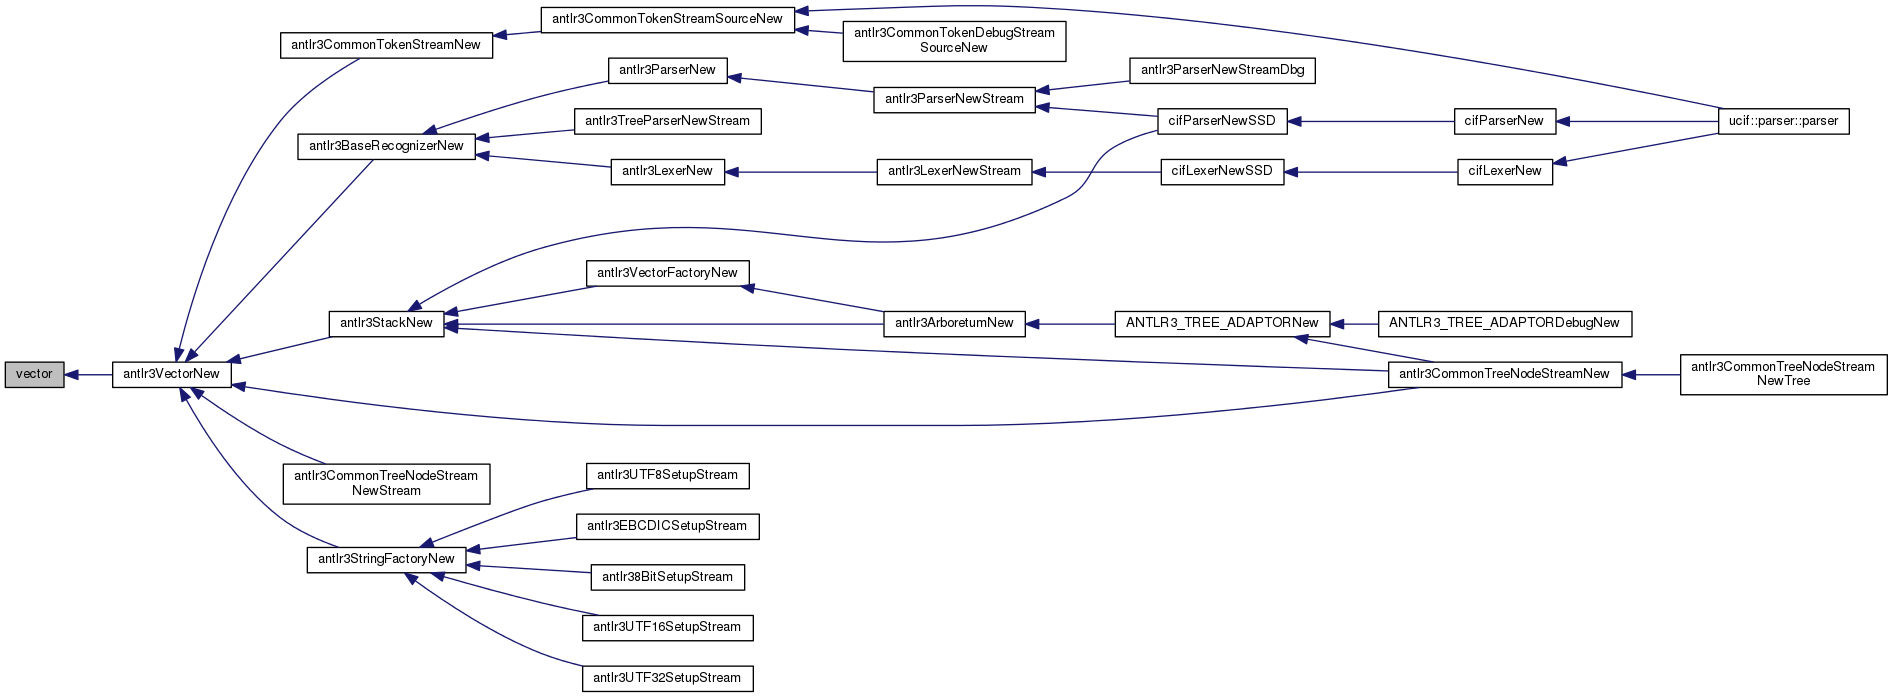 antlr3CommonTokenStreamSourceNew
antlr3CommonTokenStreamNew
antlr3CommonTokenDebugStream
SourceNew
antlr3ParserNew
antlr3ParserNewStreamDbg
antlr3ParserNewStream
antlr3TreeParserNewStream
cifParserNewSSD
cifParserNew
ucif::parser::parser
antlr3BaseRecognizerNew
antlr3LexerNew
antlr3LexerNewStream
cifLexerNewSSD
cifLexerNew
antlr3VectorFactoryNew
antlr3StackNew
antlr3ArboretumNew
ANTLR3_TREE_ADAPTORNew
ANTLR3_TREE_ADAPTORDebugNew
vector
antlr3VectorNew
antlr3CommonTreeNodeStreamNew
antlr3CommonTreeNodeStream
NewTree
antlr3CommonTreeNodeStream
NewStream
antlr3UTF8SetupStream
antlr3EBCDICSetupStream
antlr3StringFactoryNew
antlr38BitSetupStream
antlr3UTF16SetupStream
antlr3UTF32SetupStream